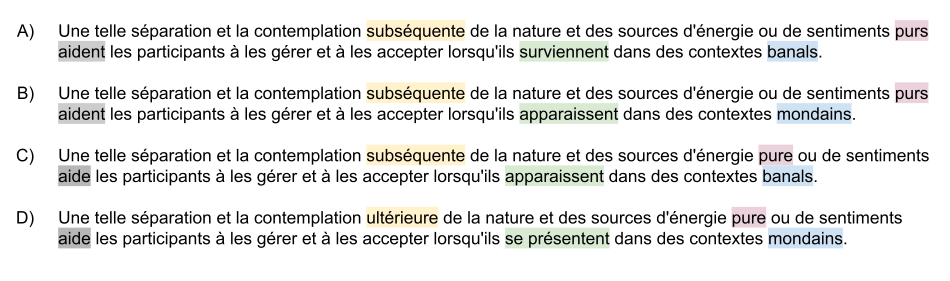 A) Une telle séparation et la contemplation subséquente de la nature et des sources d'énergie ou de sentiments purs
aident les participants à les gérer et à les accepter lorsqu'ils surviennent dans des contextes banals.
B) Une telle séparation et la contemplation subséquente de la nature et des sources d'énergie ou de sentiments purs
aident les participants à les gérer et à les accepter lorsqu'ils apparaissent dans des contextes mondains.
C) Une telle séparation et la contemplation subséquente de la nature et des sources d'énergie pure ou de sentiments
aide les participants à les gérer et à les accepter lorsqu'ils apparaissent dans des contextes banals.
D) Une telle séparation et la contemplation ultérieure de la nature et des sources d'énergie pure ou de sentiments
aide les participants à les gérer et à les accepter lorsqu'ils se présentent dans des contextes mondains.